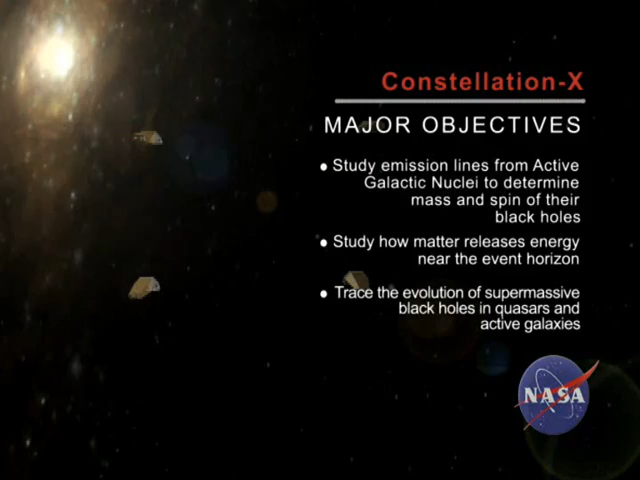 Constellation-X
MAJOR OBJECTIVES
• Study emission lines from Active
Galactic Nuclei to determine
mass and spin of their
black holes
• Study how matter releases energy
near the event horizon
• Trace the evolution of supermassive
black holes in quasars and
active galaxies
NASA